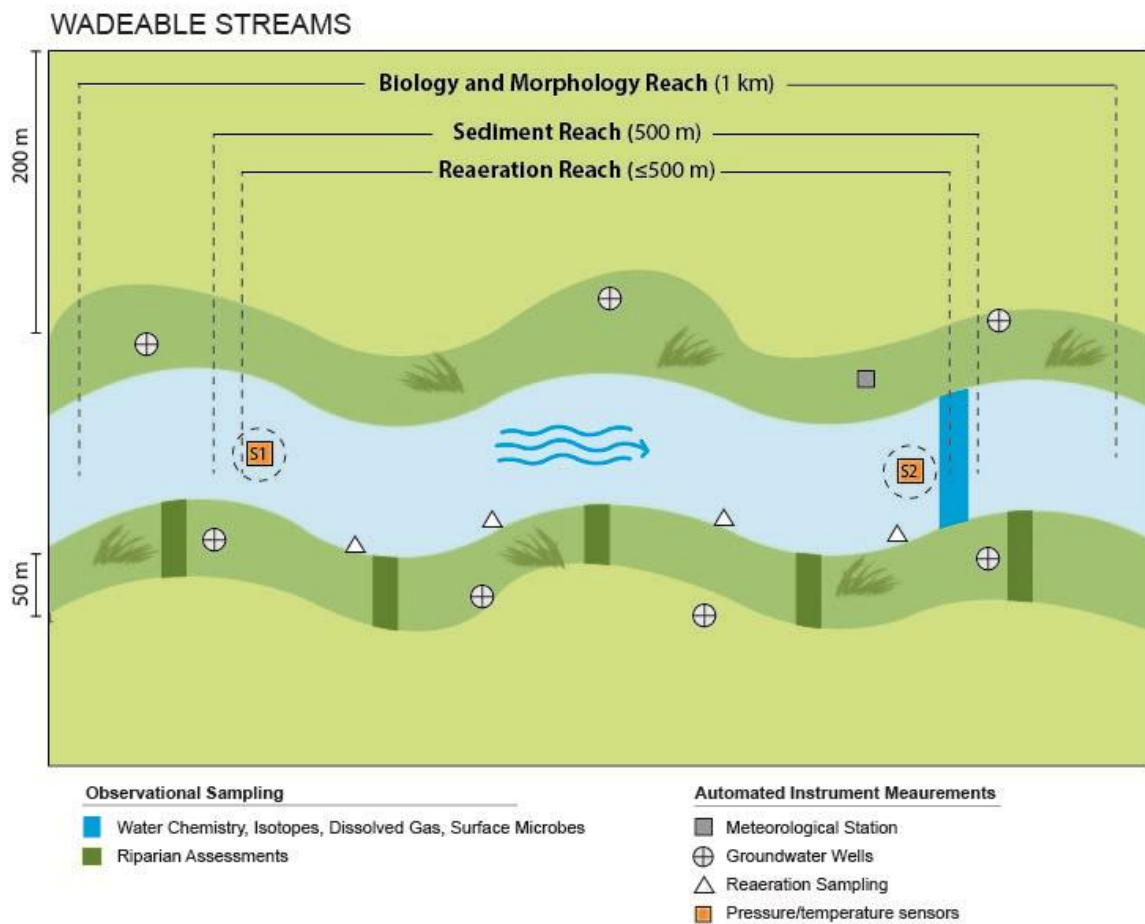 WADEABLE STREAMS
Biology and Morphology Reach (1 km)
Sediment Reach (500 m)
Reaeration Reach (≤500 m)
200 m
S1
S2
50 m
Observational Sampling
Water Chemistry, Isotopes, Dissolved Gas, Surface Microbes
Riparian Assessments
Automated Instrument Meaurements
Meteorological Station
Groundwater Wells
Reaeration Sampling
Pressure/temperature sensors